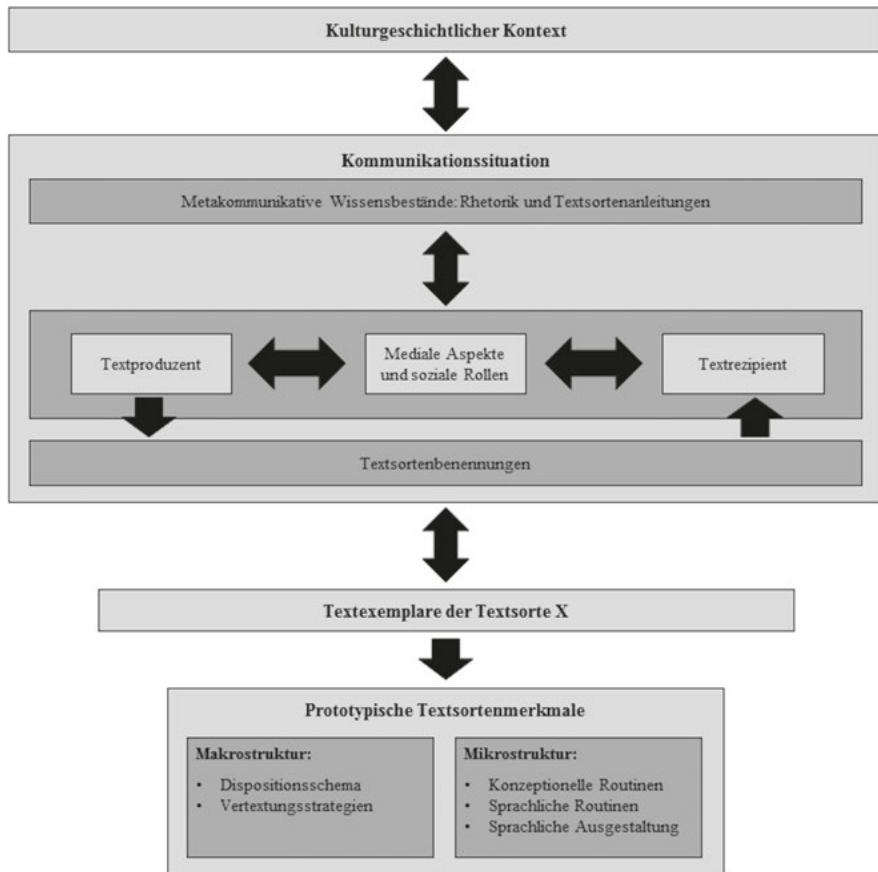 Kulturgeschichtlicher Kontext
Kommunikationssituation
Metakommunikative Wissensbestände: Rhetorik und Textsortenanleitungen
Textproduzent
Mediale Aspekte
und soziale Rollen
Textrezipient
Textsortenbenennungen
Textexemplare der Textsorte X
Prototypische Textsortenmerkmale
Makrostruktur:
• Dispositionsschema
• Vertextungsstrategien
Mikrostruktur:
• Konzeptionelle Routinen
• Sprachliche Routinen
• Sprachliche Ausgestaltung